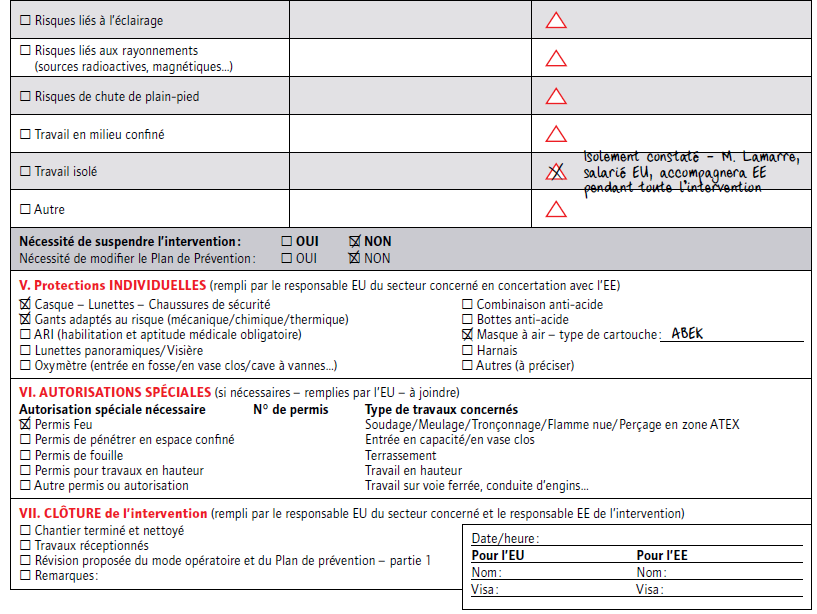 ☐ Risques liés à l'éclairage
☐ Risques liés aux rayonnements
(sources radioactives, magnétiques...)
☐ Risques de chute de plain-pied
☐ Travail en milieu confiné
☐ Travail isolé
Isolement constaté – M. Lamarre,
salarié EU, accompagnera EE
pendant toute l'intervention
☐ Autre
Nécessité de suspendre l'intervention : ☐ OUI ☒ NON
Nécessité de modifier le Plan de Prévention : ☐ OUI ☒ NON
V. Protections INDIVIDUELLES (rempli par le responsable EU du secteur concerné en concertation avec l'EE)
☒ Casque – Lunettes – Chaussures de sécurité ☐ Combinaison anti-acide
☒ Gants adaptés au risque (mécanique/chimique/thermique) ☐ Bottes anti-acide
☐ ARI (habilitation et aptitude médicale obligatoire) ☒ Masque à air – type de cartouche : ABEK
☐ Lunettes panoramiques/Visière ☐ Harnais
☐ Oxymètre (entrée en fosse/en vase clos/cave à vannes...) ☐ Autres (à préciser)
VI. AUTORISATIONS SPÉCIALES (si nécessaires – remplies par l'EU – à joindre)
Autorisation spéciale nécessaire N° de permis Type de travaux concernés
☒ Permis Feu Soudage/Meulage/Tronçonnage/Flamme nue/Perçage en zone ATEX
☐ Permis de pénétrer en espace confiné Entrée en capacité/en vase clos
☐ Permis de fouille Terrassement
☐ Permis pour travaux en hauteur Travail en hauteur
☐ Autre permis ou autorisation Travail sur voie ferrée, conduite d'engins...
VII. CLÔTURE de l'intervention (rempli par le responsable EU du secteur concerné et le responsable EE de l'intervention)
☐ Chantier terminé et nettoyé
☐ Travaux réceptionnés
☐ Révision proposée du mode opératoire et du Plan de prévention – partie 1
☐ Remarques :
Date/heure :
Pour l'EU Pour l'EE
Nom : Nom :
Visa : Visa :